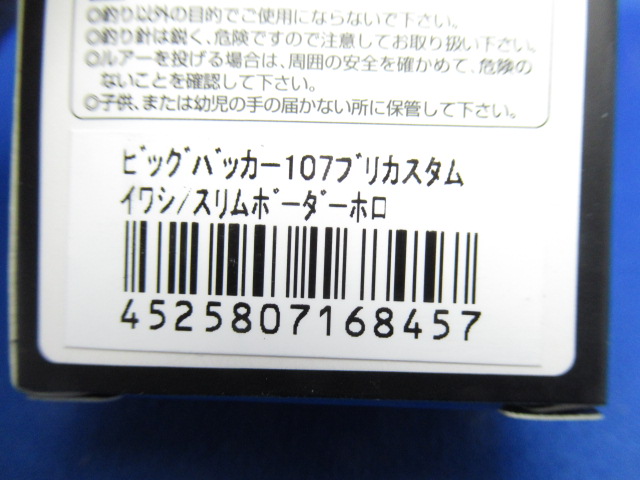 ◎釣り以外の目的でご使用にならないで下さい。
◎釣り針は鋭く、危険ですので注意してお取り扱い下さい。
◎ルアーを投げる場合は、周囲の安全を確かめて、危険の
ないことを確認して下さい。
◎子供、または幼児の手の届かない所に保管して下さい。
ビッグバッカー107ブリカスタム
イワシ/スリムボーダーホロ
4525807168457